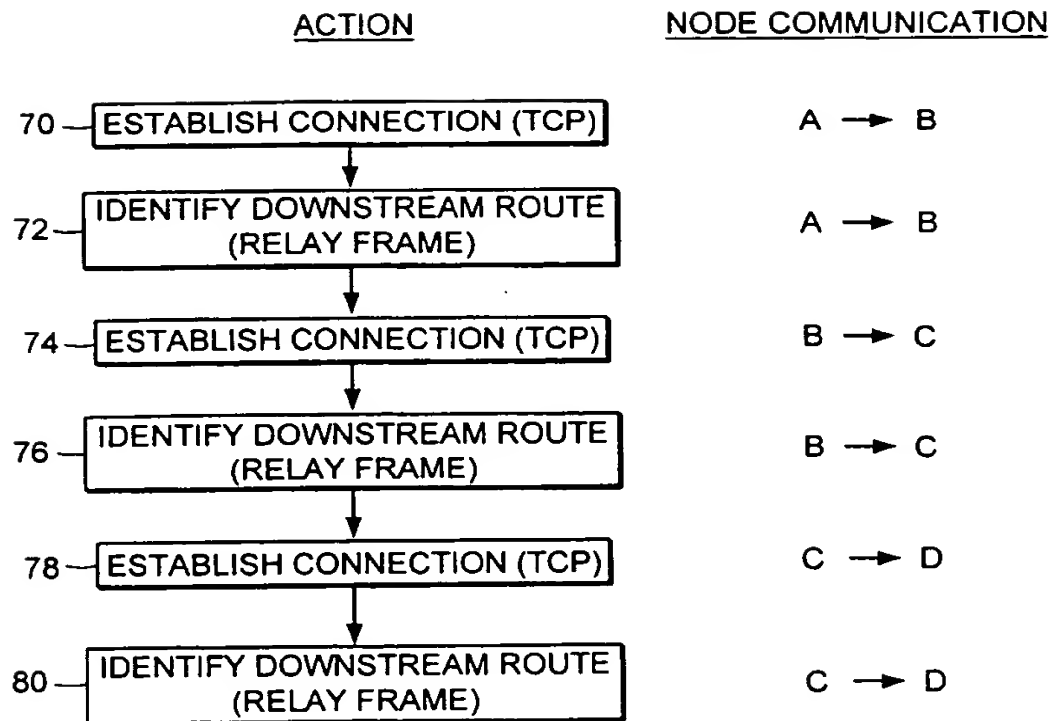 ACTION NODE COMMUNICATION
70 ESTABLISH CONNECTION (TCP) A → B
72 IDENTIFY DOWNSTREAM ROUTE (RELAY FRAME) A → B
74 ESTABLISH CONNECTION (TCP) B → C
76 IDENTIFY DOWNSTREAM ROUTE (RELAY FRAME) B → C
78 ESTABLISH CONNECTION (TCP) C → D
80 IDENTIFY DOWNSTREAM ROUTE (RELAY FRAME) C → D